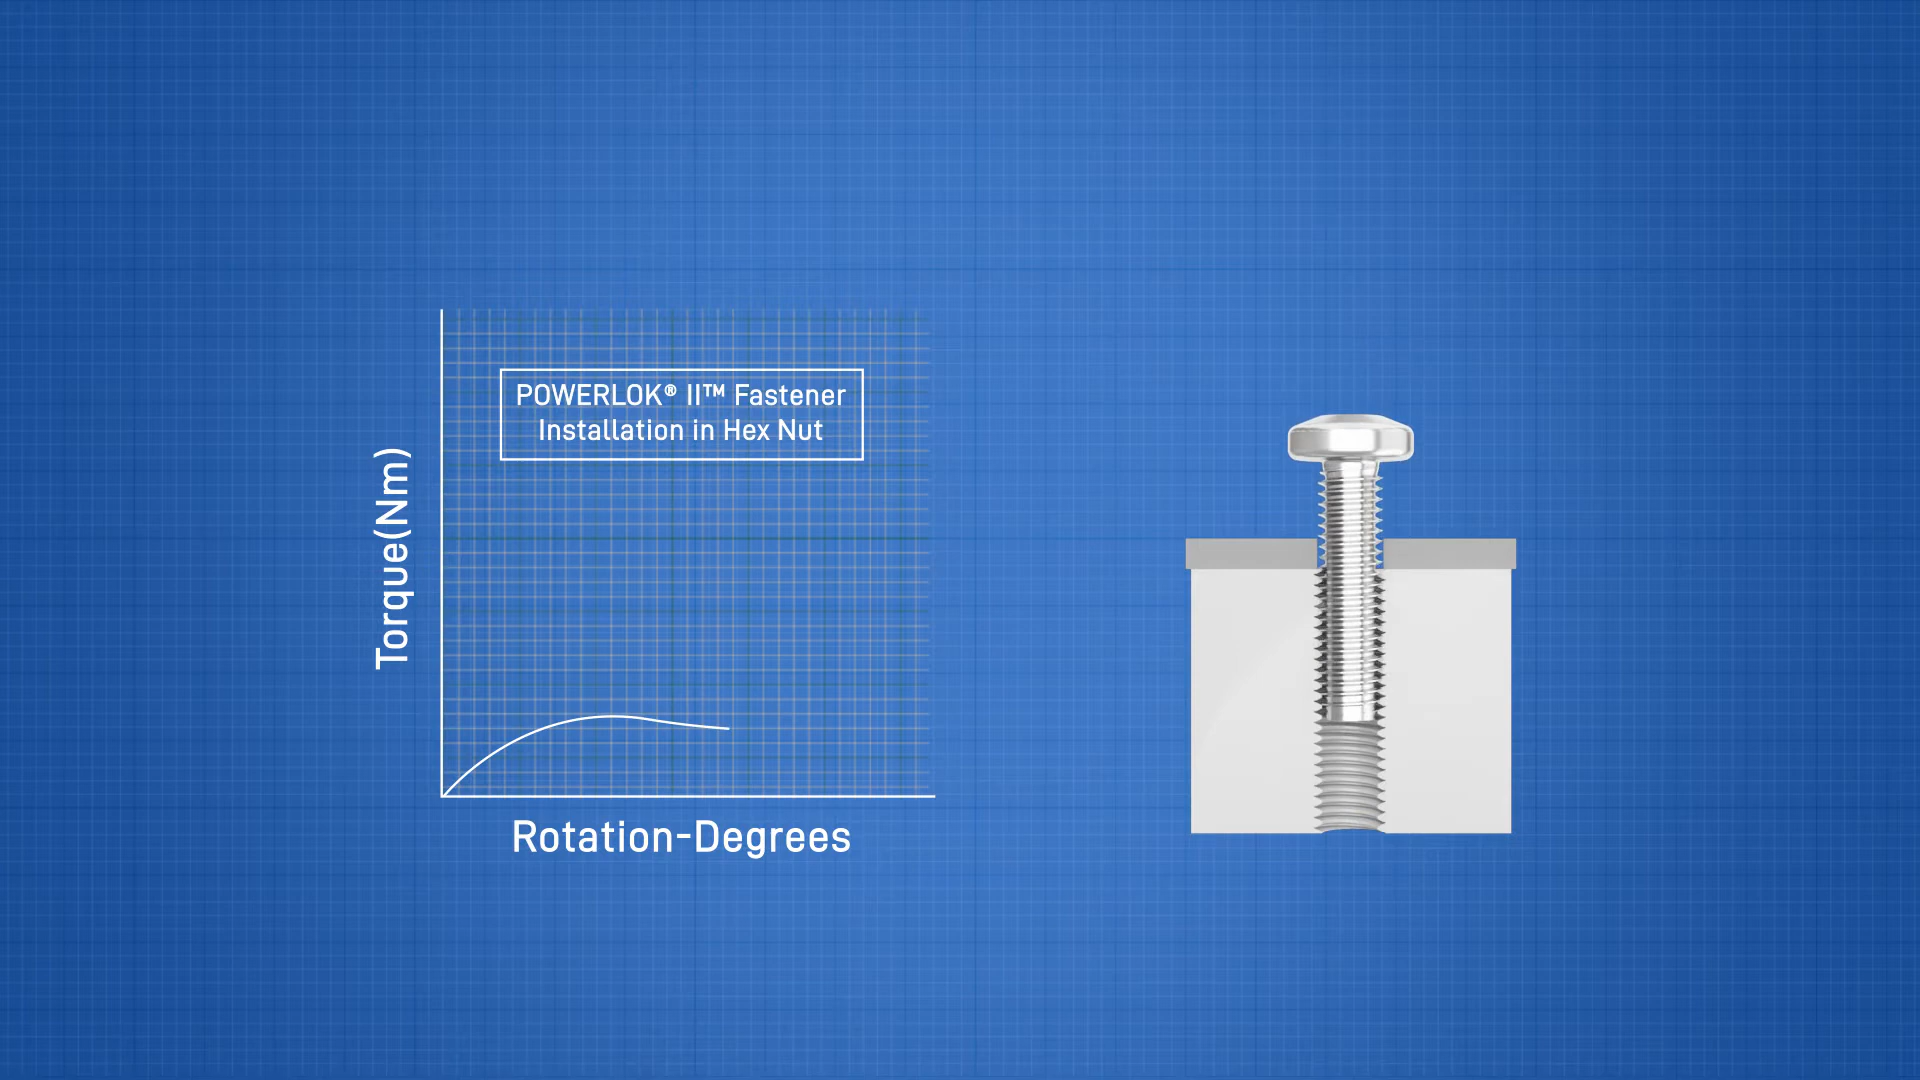 POWERLOK® II™ Fastener
Installation in Hex Nut
Torque(Nm)
Rotation-Degrees